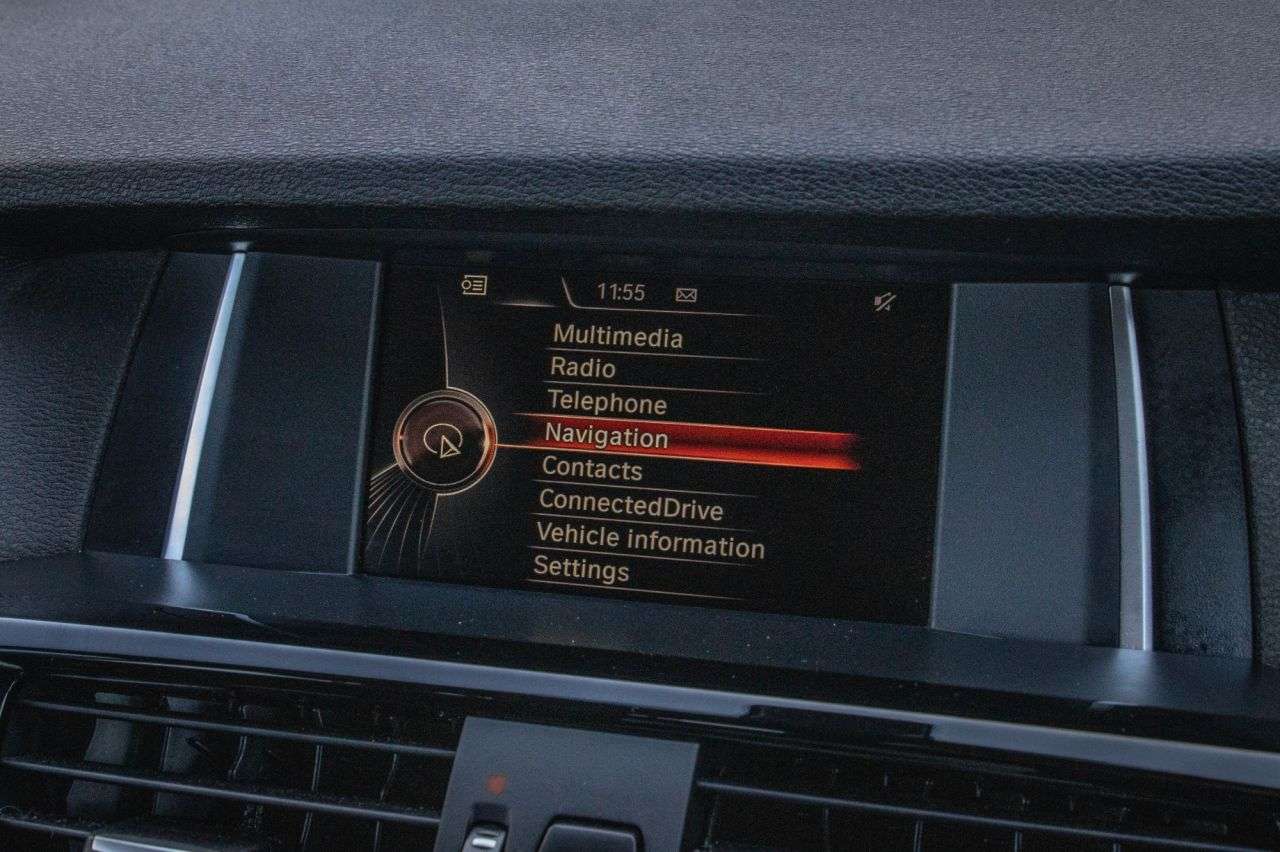 11:55
Multimedia
Radio
Telephone
Navigation
Contacts
ConnectedDrive
Vehicle information
Settings